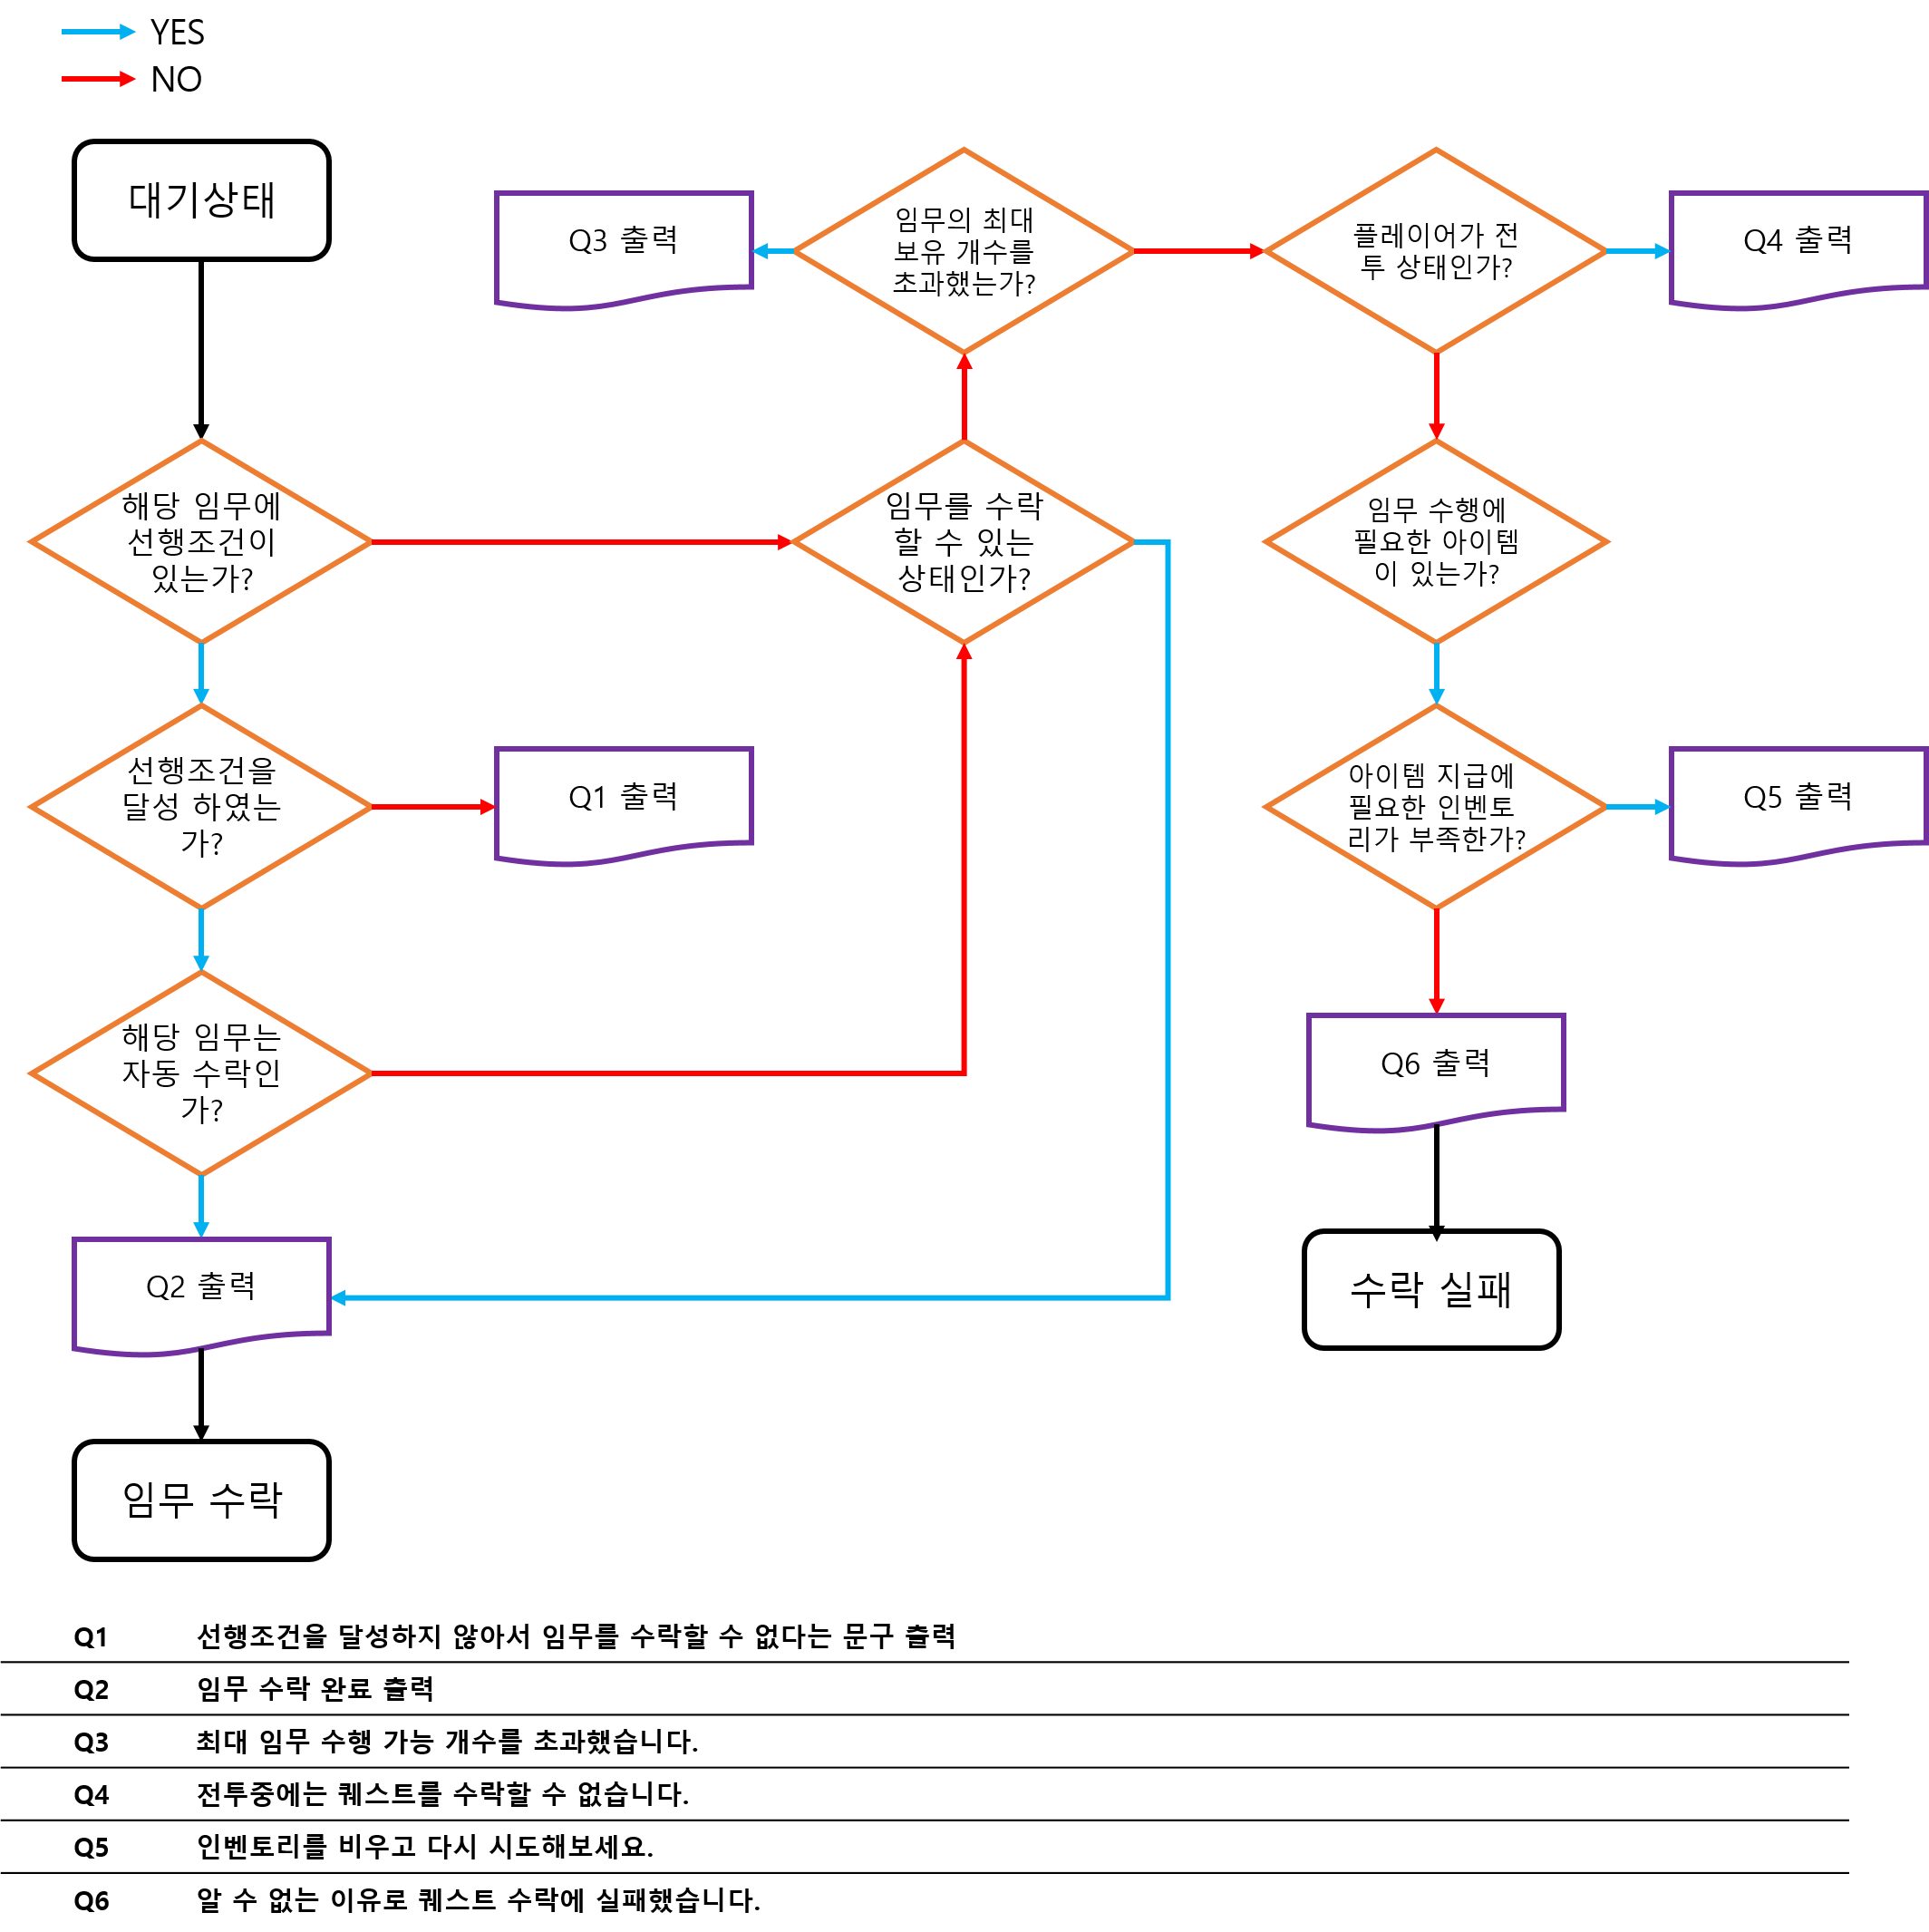 YES
NO
대기상태
Q3 출력
임무의 최대
보유 개수를
초과했는가?
플레이어가 전
투 상태인가?
Q4 출력
해당 임무에
선행조건이
있는가?
임무를 수락
할 수 있는
상태인가?
임무 수행에
필요한 아이템
이 있는가?
선행조건을
달성 하였는
가?
Q1 출력
아이템 지급에
필요한 인벤토
리가 부족한가?
Q5 출력
해당 임무는
자동 수락인
가?
Q6 출력
Q2 출력
수락 실패
임무 수락
Q1 선행조건을 달성하지 않아서 임무를 수락할 수 없다는 문구 출력
Q2 임무 수락 완료 출력
Q3 최대 임무 수행 가능 개수를 초과했습니다.
Q4 전투중에는 퀘스트를 수락할 수 없습니다.
Q5 인벤토리를 비우고 다시 시도해보세요.
Q6 알 수 없는 이유로 퀘스트 수락에 실패했습니다.